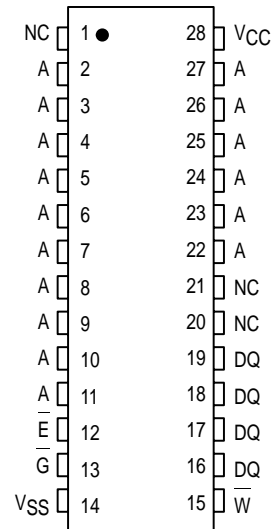 NC 1 28 VCC
A 2 27 A
A 3 26 A
A 4 25 A
A 5 24 A
A 6 23 A
A 7 22 A
A 8 21 NC
A 9 20 NC
A 10 19 DQ
A 11 18 DQ
E̅ 12 17 DQ
G̅ 13 16 DQ
VSS 14 15 W̅